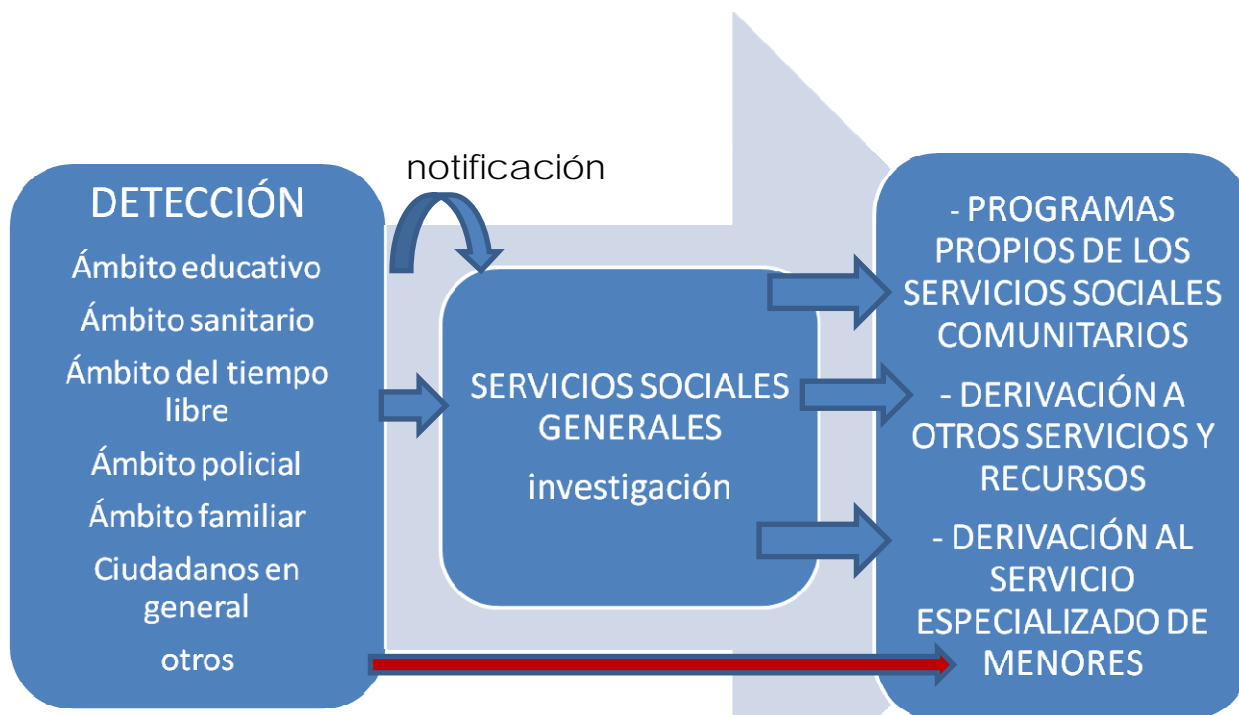 notificación
DETECCIÓN
Ámbito educativo
Ámbito sanitario
Ámbito del tiempo
libre
Ámbito policial
Ámbito familiar
Ciudadanos en
general
otros
SERVICIOS SOCIALES
GENERALES
investigación
- PROGRAMAS
PROPIOS DE LOS
SERVICIOS SOCIALES
COMUNITARIOS
- DERIVACIÓN A
OTROS SERVICIOS Y
RECURSOS
- DERIVACIÓN AL
SERVICIO
ESPECIALIZADO DE
MENORES